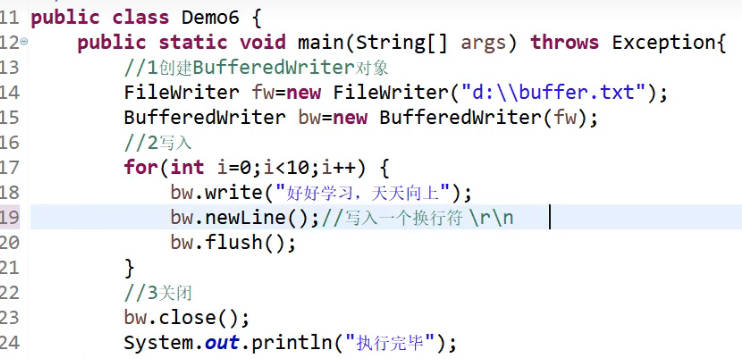 11 public class Demo6 {
12 public static void main(String[] args) throws Exception{
13 //1创建BufferedWriter对象
14 FileWriter fw=new FileWriter("d:\\buffer.txt");
15 BufferedWriter bw=new BufferedWriter(fw);
16 //2写入
17 for(int i=0;i<10;i++) {
18 bw.write("好好学习，天天向上");
19 bw.newLine();//写入一个换行符 \r\n
20 bw.flush();
21 }
22 //3关闭
23 bw.close();
24 System.out.println("执行完毕");